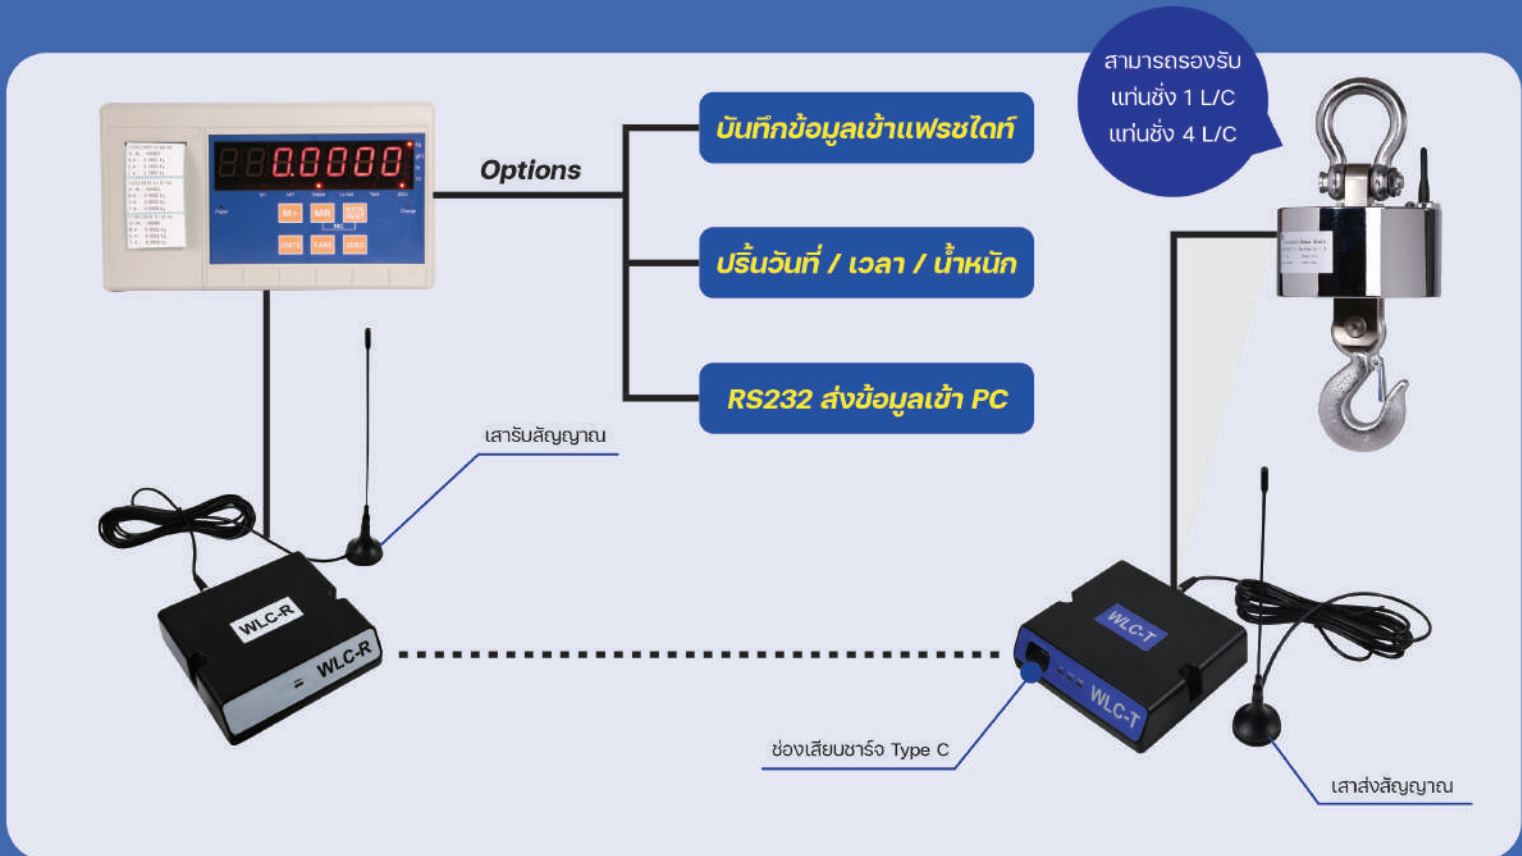 สามารถรองรับ
แท่นชั่ง 1 L/C
แท่นชั่ง 4 L/C
0.0000
M+ MR
UNITS TARE ZERO
Options
บันทึกข้อมูลเข้าแฟรชไดท์
ปริ้นวันที่ / เวลา / น้ำหนัก
RS232 ส่งข้อมูลเข้า PC
เสารับสัญญาณ
WLC-R
WLC-R
WLC-T
WLC-T
ช่องเสียบชาร์จ Type C
เสาส่งสัญญาณ